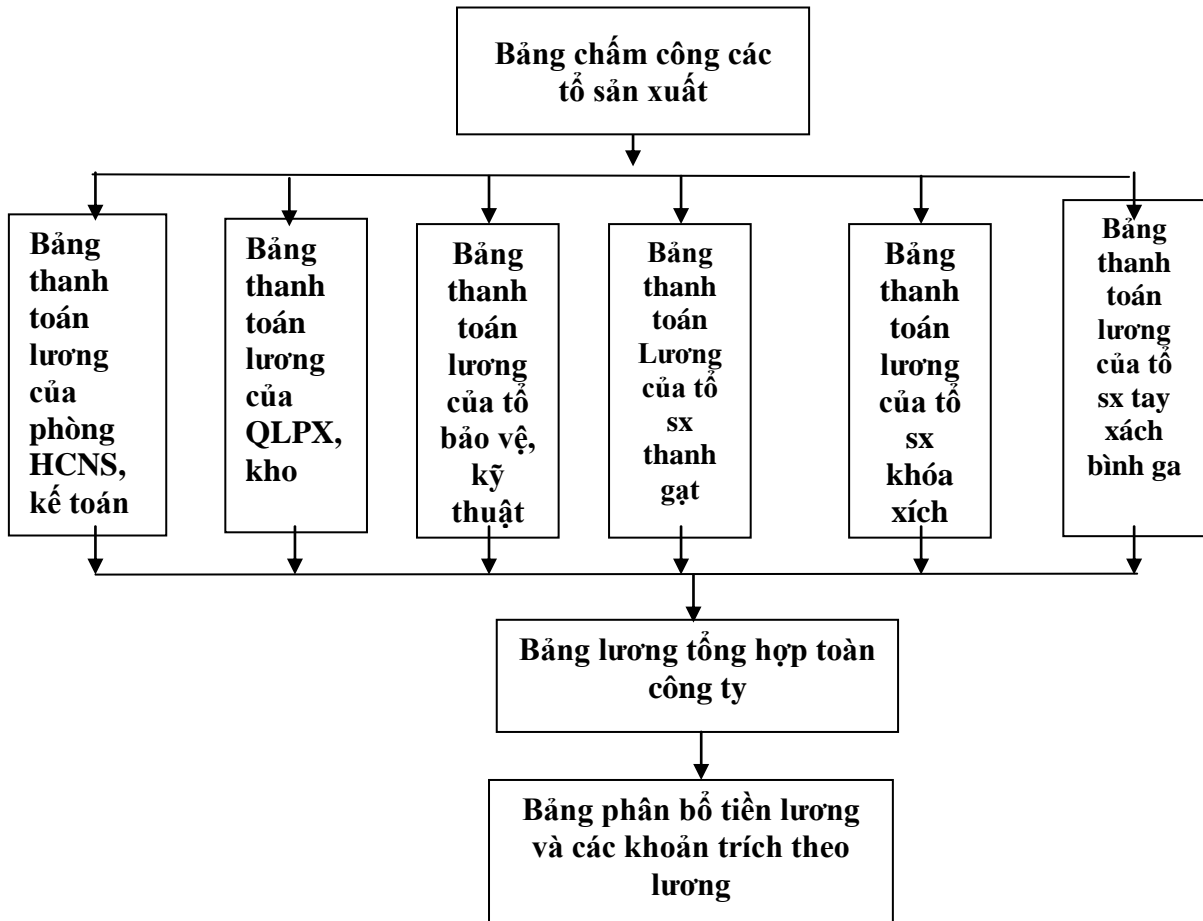 Bảng chấm công các
tổ sản xuất
Bảng
thanh
toán
lương
của
phòng
HCNS,
kế toán
Bảng
thanh
toán
lương
của
QLPX,
kho
Bảng
thanh
toán
lương
của tổ
bảo vệ,
kỹ
thuật
Bảng
thanh
toán
Lương
của tổ
sx
thanh
gạt
Bảng
thanh
toán
lương
của tổ
sx
khóa
xích
Bảng
thanh
toán
lương
của tổ
sx tay
xách
bình ga
Bảng lương tổng hợp toàn
công ty
Bảng phân bổ tiền lương
và các khoản trích theo
lương